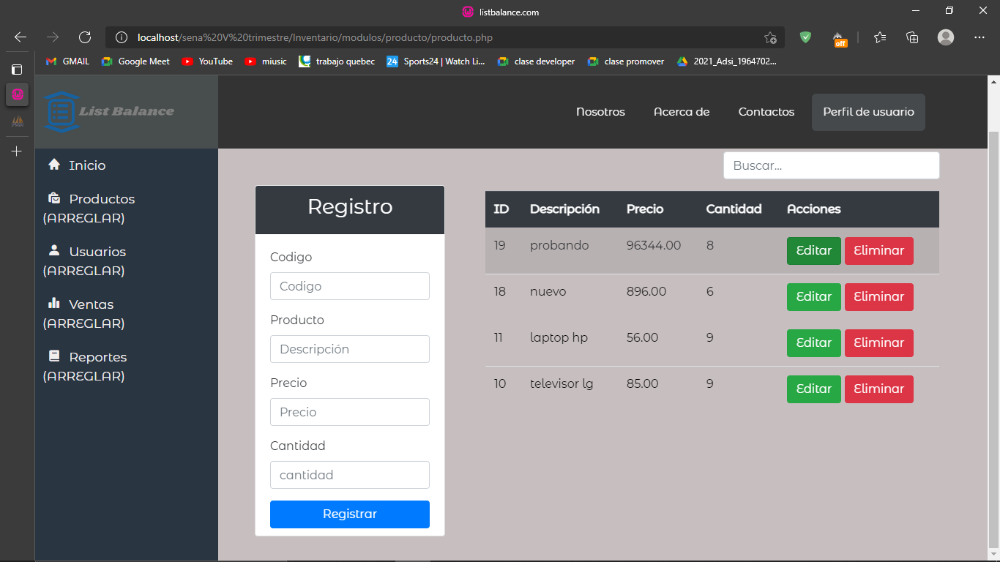 listbalance.com
localhost/sena%20V%20trimestre/Inventario/modulos/producto/producto.php
off
GMAIL Google Meet YouTube miusic trabajo quebec 24 Sports24 | Watch Li... clase developer clase promover 2021_Adsi_1964702...
List Balance
Nosotros Acerca de Contactos Perfil de usuario
Inicio
Productos
(ARREGLAR)
Usuarios
(ARREGLAR)
Ventas
(ARREGLAR)
Reportes
(ARREGLAR)
Registro
Codigo
Codigo
Producto
Descripción
Precio
Precio
Cantidad
cantidad
Registrar
Buscar...
ID Descripción Precio Cantidad Acciones
19 probando 96344.00 8 Editar Eliminar
18 nuevo 896.00 6 Editar Eliminar
11 laptop hp 56.00 9 Editar Eliminar
10 televisor lg 85.00 9 Editar Eliminar